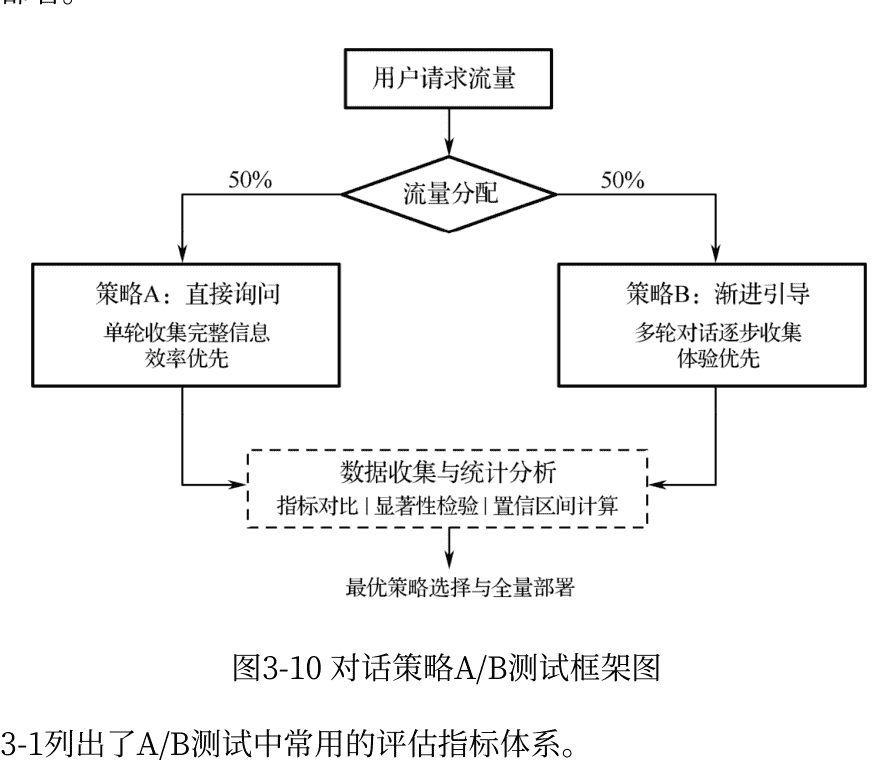 用户请求流量
流量分配
50%
50%
策略A：直接询问
单轮收集完整信息
效率优先
策略B：渐进引导
多轮对话逐步收集
体验优先
数据收集与统计分析
指标对比 | 显著性检验 | 置信区间计算
最优策略选择与全量部署
图3-10 对话策略A/B测试框架图
3-1列出了A/B测试中常用的评估指标体系。